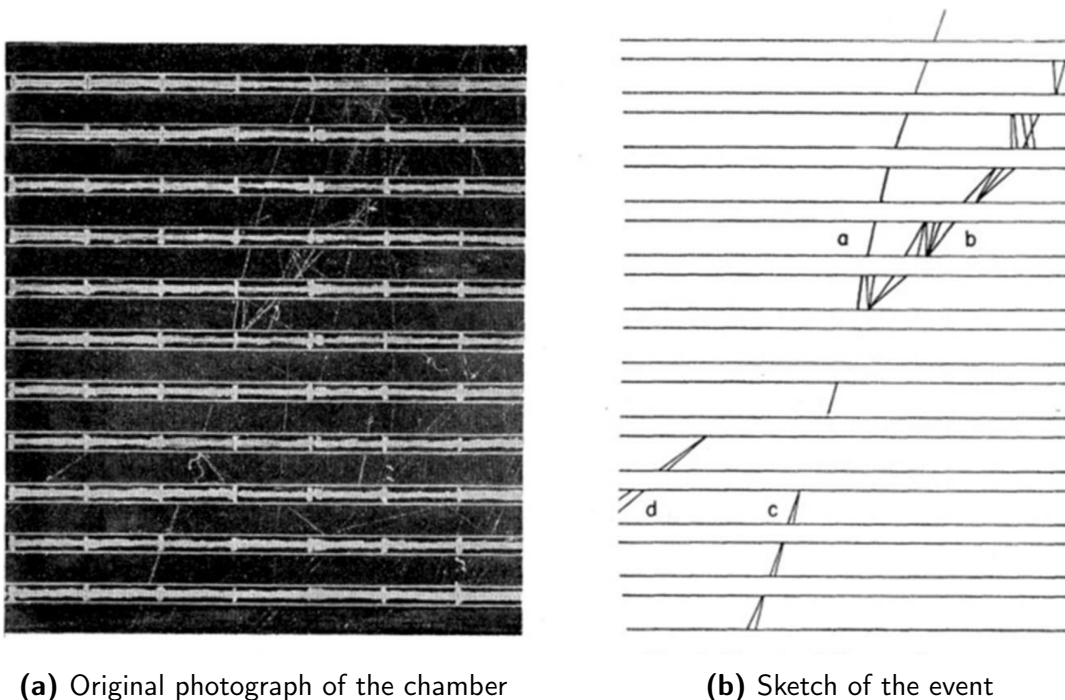 a
b
d
c
(a) Original photograph of the chamber
(b) Sketch of the event